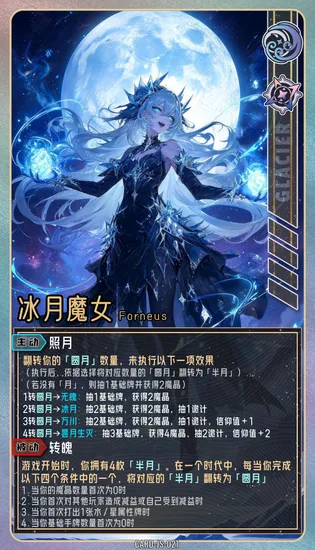 GLACIER
冰月魔女 Forneus
主动 照月
翻转你的「圆月」数量，来执行以下一项效果
（执行后，依据选择将对应数量的「圆月」翻转为「半月」）
（若没有「月」，则抽1基础牌并获得2魔晶）
1转圆月→无魄：抽1基础牌，获得2魔晶
2转圆月→冰月：抽2基础牌，获得2魔晶，抽1诡计
3转圆月→万川：抽2基础牌，获得4魔晶，抽1诡计，信仰值+1
4转圆月→普月生灭：抽3基础牌，获得4魔晶，抽2诡计，信仰值+2
被动 转魄
游戏开始时，你拥有4枚「半月」。在一个时代中，每当你完成
以下四个条件中的一个，将对应的「半月」翻转为「圆月」
1.当你的魔晶数量首次为0时
2.当你首次对其他玩家造成减益或自己受到减益时
3.当你首次打出1张水/星属性牌时
4.当你基础手牌数量首次为0时